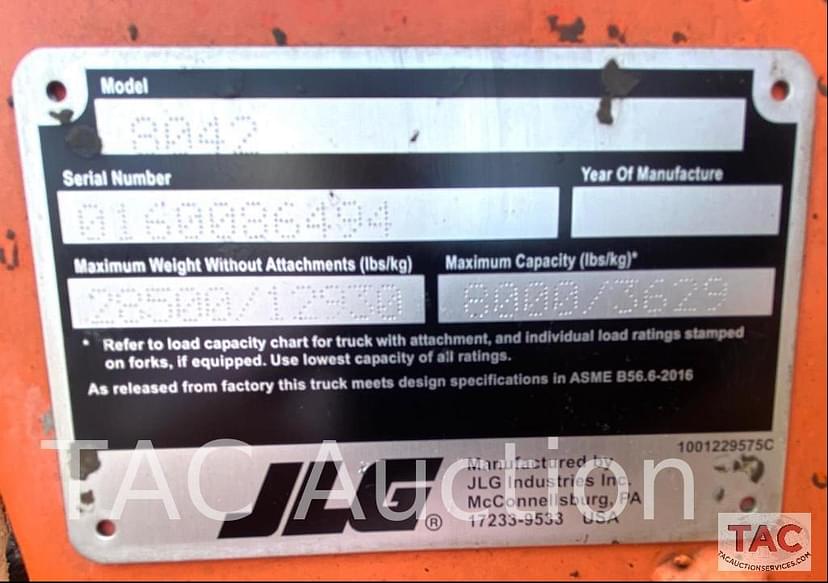 Model
8042
Serial Number
Year Of Manufacture
0160086494
Maximum Weight Without Attachments (lbs/kg)
Maximum Capacity (lbs/kg)*
28500/12930
8000/3629
* Refer to load capacity chart for truck with attachment, and individual load ratings stamped
on forks, if equipped. Use lowest capacity of all ratings.
As released from factory this truck meets design specifications in ASME B56.6-2016
1001229575C
TAC Auction
JLG®
Manufactured by
JLG Industries Inc.
McConnellsburg, PA
17233-9533 USA
TAC
TACAUCTIONSERVICES.COM